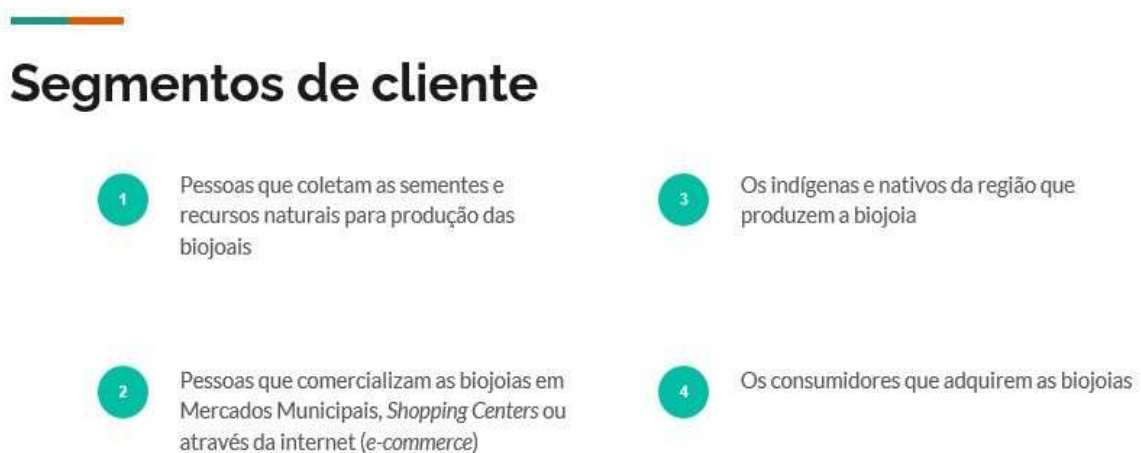 Segmentos de cliente
1
Pessoas que coletam as sementes e
recursos naturais para produção das
biojoais
2
Pessoas que comercializam as biojoias em
Mercados Municipais, Shopping Centers ou
através da internet (e-commerce)
3
Os indígenas e nativos da região que
produzem a biojoia
4
Os consumidores que adquirem as biojoias